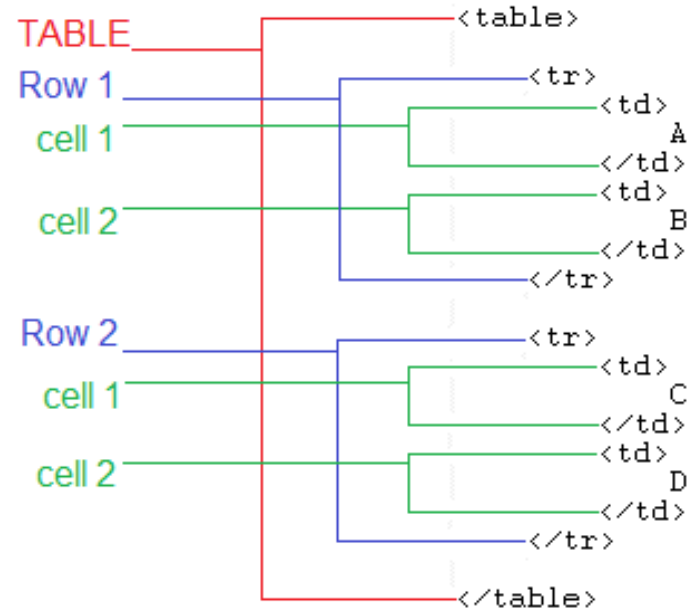 TABLE <table>
Row 1 <tr>
<td>
cell 1 A
</td>
<td>
cell 2 B
</td>
</tr>
Row 2 <tr>
<td>
cell 1 C
</td>
<td>
cell 2 D
</td>
</tr>
</table>